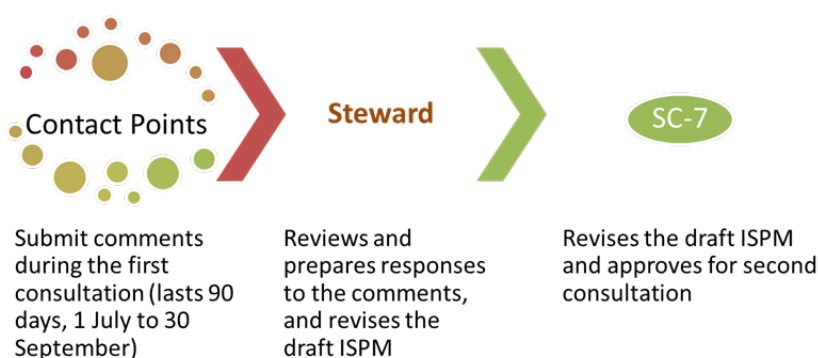 Contact Points
Steward
SC-7
Submit comments
during the first
consultation (lasts 90
days, 1 July to 30
September)
Reviews and
prepares responses
to the comments,
and revises the
draft ISPM
Revises the draft ISPM
and approves for second
consultation